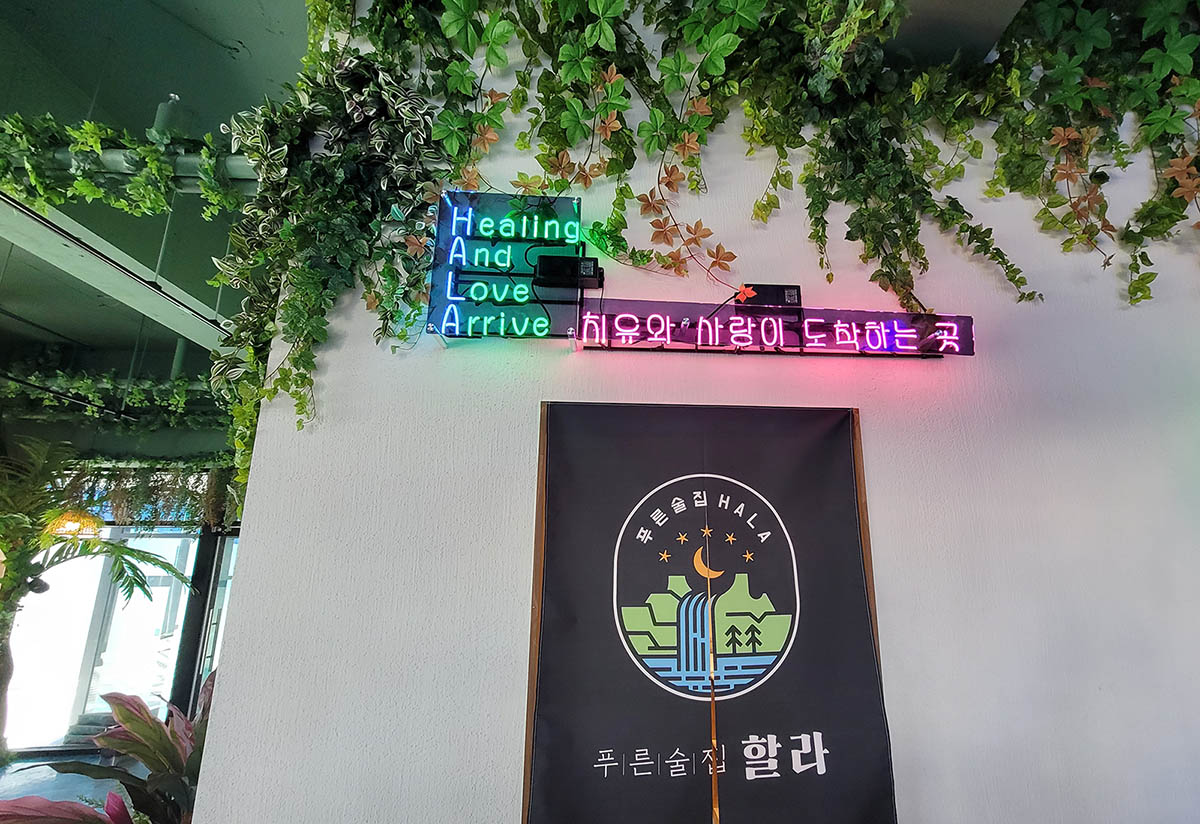 Healing
And
Love
Arrive
치유와 사랑이 도착하는 곳
푸른술집 HALA
푸른술집 할라